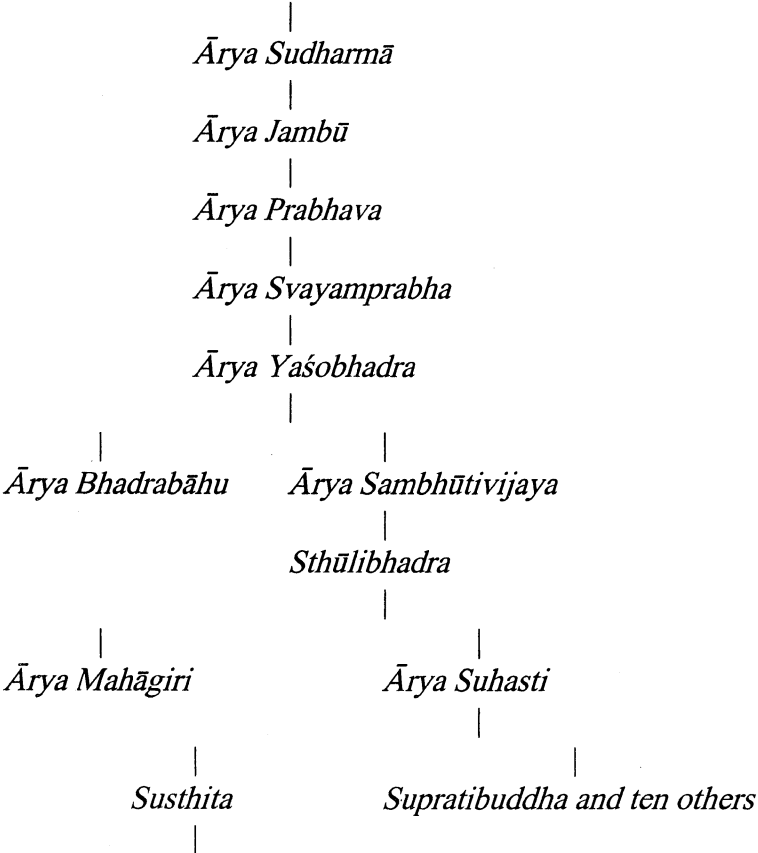 Ārya Sudharmā
Ārya Jambū
Ārya Prabhava
Ārya Svayamprabha
Ārya Yaśobhadra
Ārya Bhadrabāhu Ārya Sambhūtivijaya
Sthūlibhadra
Ārya Mahāgiri Ārya Suhasti
Susthita Supratibuddha and ten others